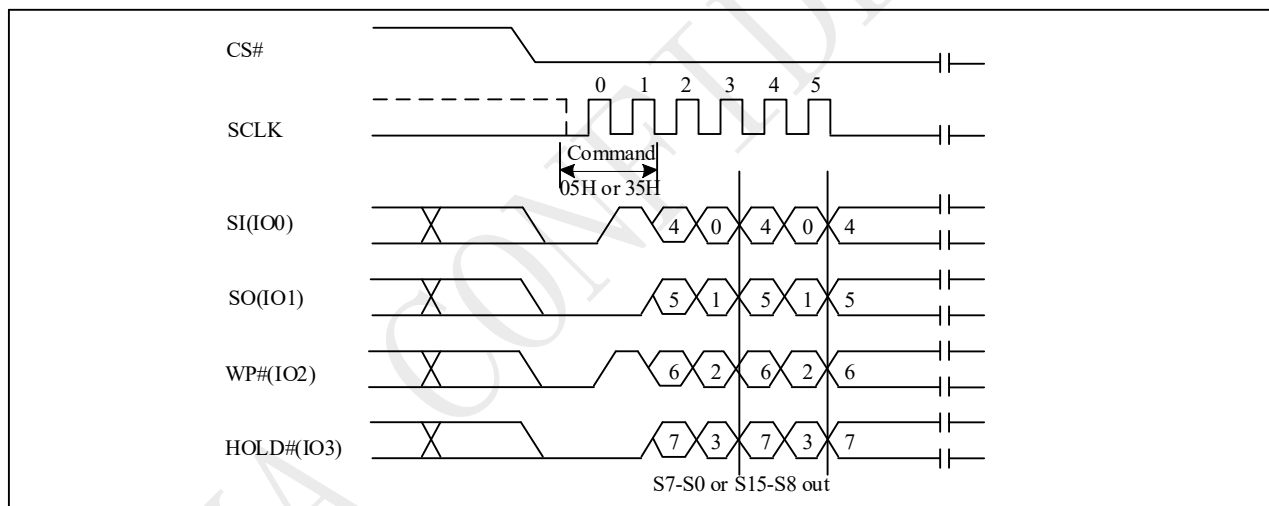 CS#
0 1 2 3 4 5
SCLK
Command
05H or 35H
SI(IO0) 4 0 4 0 4
SO(IO1) 5 1 5 1 5
WP#(IO2) 6 2 6 2 6
HOLD#(IO3) 7 3 7 3 7
S7-S0 or S15-S8 out